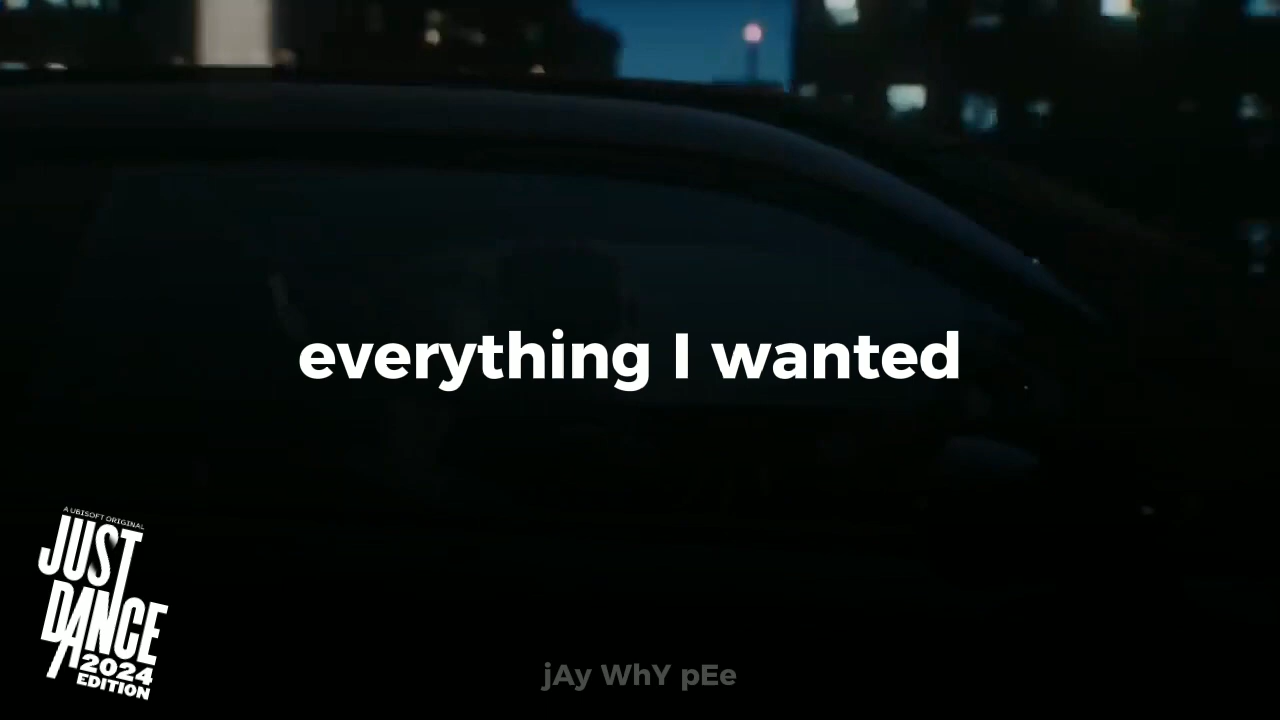 everything I wanted
A UBISOFT ORIGINAL
JUST
DANCE
2024
EDITION
jAy WhY pEe